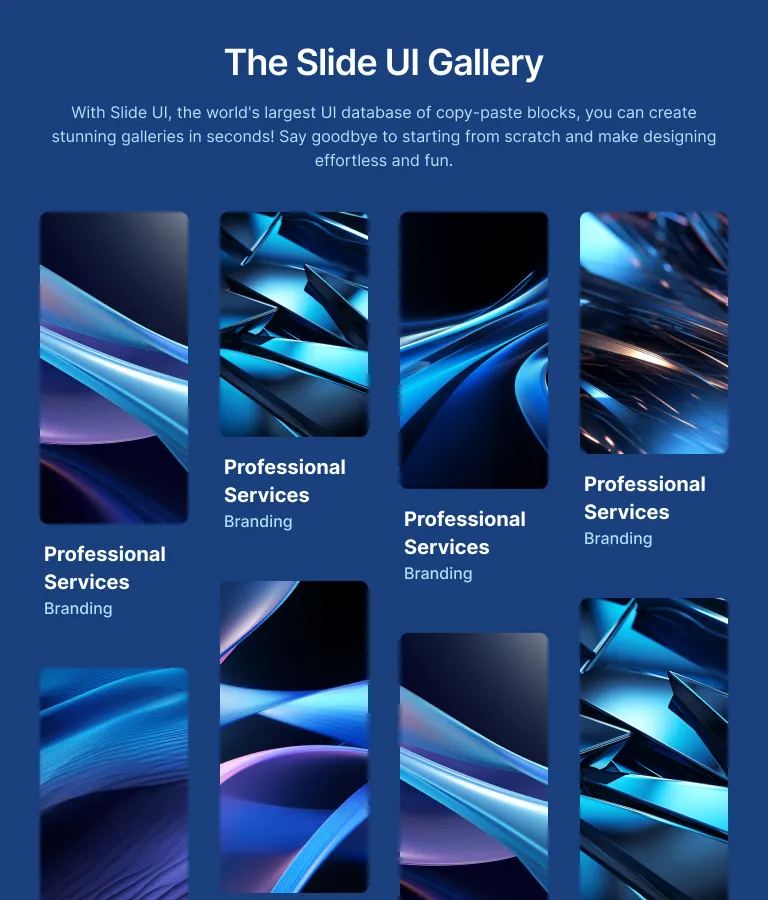 The Slide UI Gallery
With Slide UI, the world's largest UI database of copy-paste blocks, you can create
stunning galleries in seconds! Say goodbye to starting from scratch and make designing
effortless and fun.
Professional
Services
Branding
Professional
Services
Branding
Professional
Services
Branding
Professional
Services
Branding